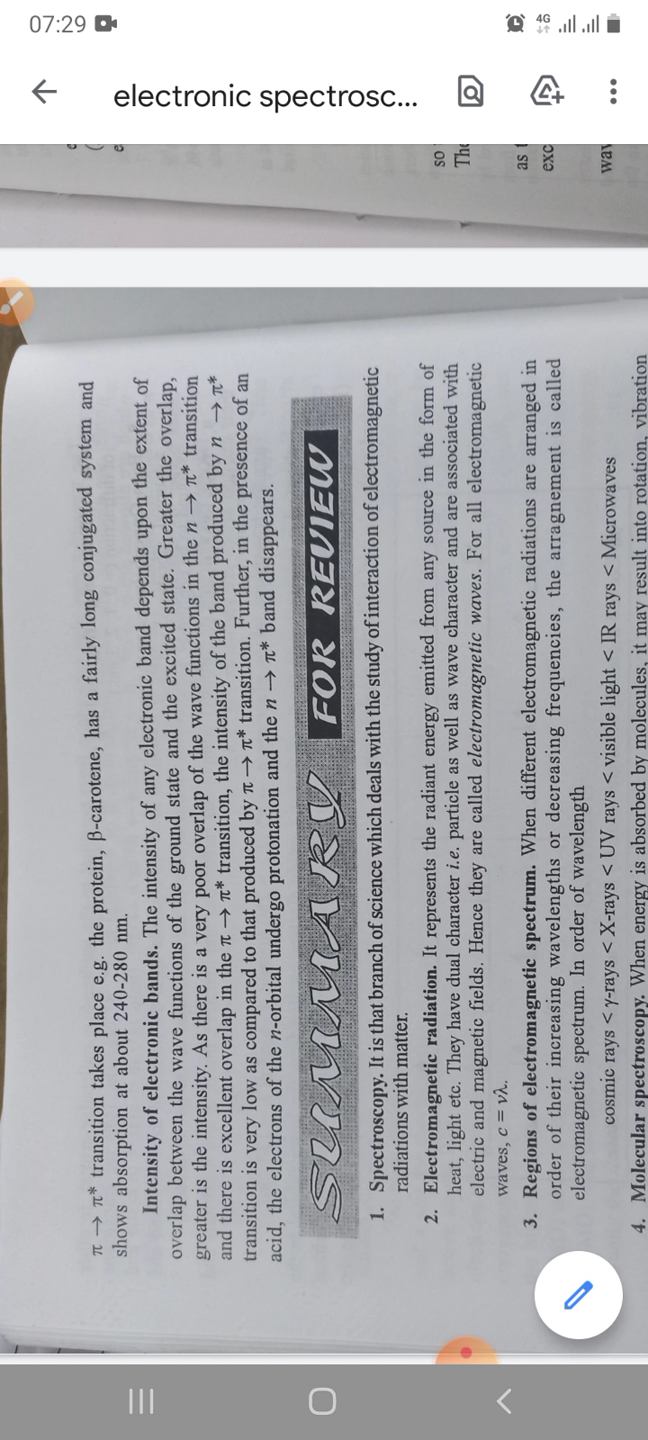 07:29
4G
electronic spectrosc...
so
The
as t
exc
wav
π → π* transition takes place e.g. the protein, β-carotene, has a fairly long conjugated system and
shows absorption at about 240-280 nm.
Intensity of electronic bands. The intensity of any electronic band depends upon the extent of
overlap between the wave functions of the ground state and the excited state. Greater the overlap,
greater is the intensity. As there is a very poor overlap of the wave functions in the n → π* transition
and there is excellent overlap in the π → π* transition, the intensity of the band produced by n → π*
transition is very low as compared to that produced by π → π* transition. Further, in the presence of an
acid, the electrons of the n-orbital undergo protonation and the n → π* band disappears.
SUMMARY FOR REVIEW
1. Spectroscopy. It is that branch of science which deals with the study of interaction of electromagnetic
radiations with matter.
2. Electromagnetic radiation. It represents the radiant energy emitted from any source in the form of
heat, light etc. They have dual character i.e. particle as well as wave character and are associated with
electric and magnetic fields. Hence they are called electromagnetic waves. For all electromagnetic
waves, c = νλ.
3. Regions of electromagnetic spectrum. When different electromagnetic radiations are arranged in
order of their increasing wavelengths or decreasing frequencies, the arragnement is called
electromagnetic spectrum. In order of wavelength
cosmic rays < γ-rays < X-rays < UV rays < visible light < IR rays < Microwaves
4. Molecular spectroscopy. When energy is absorbed by molecules, it may result into rotation, vibration